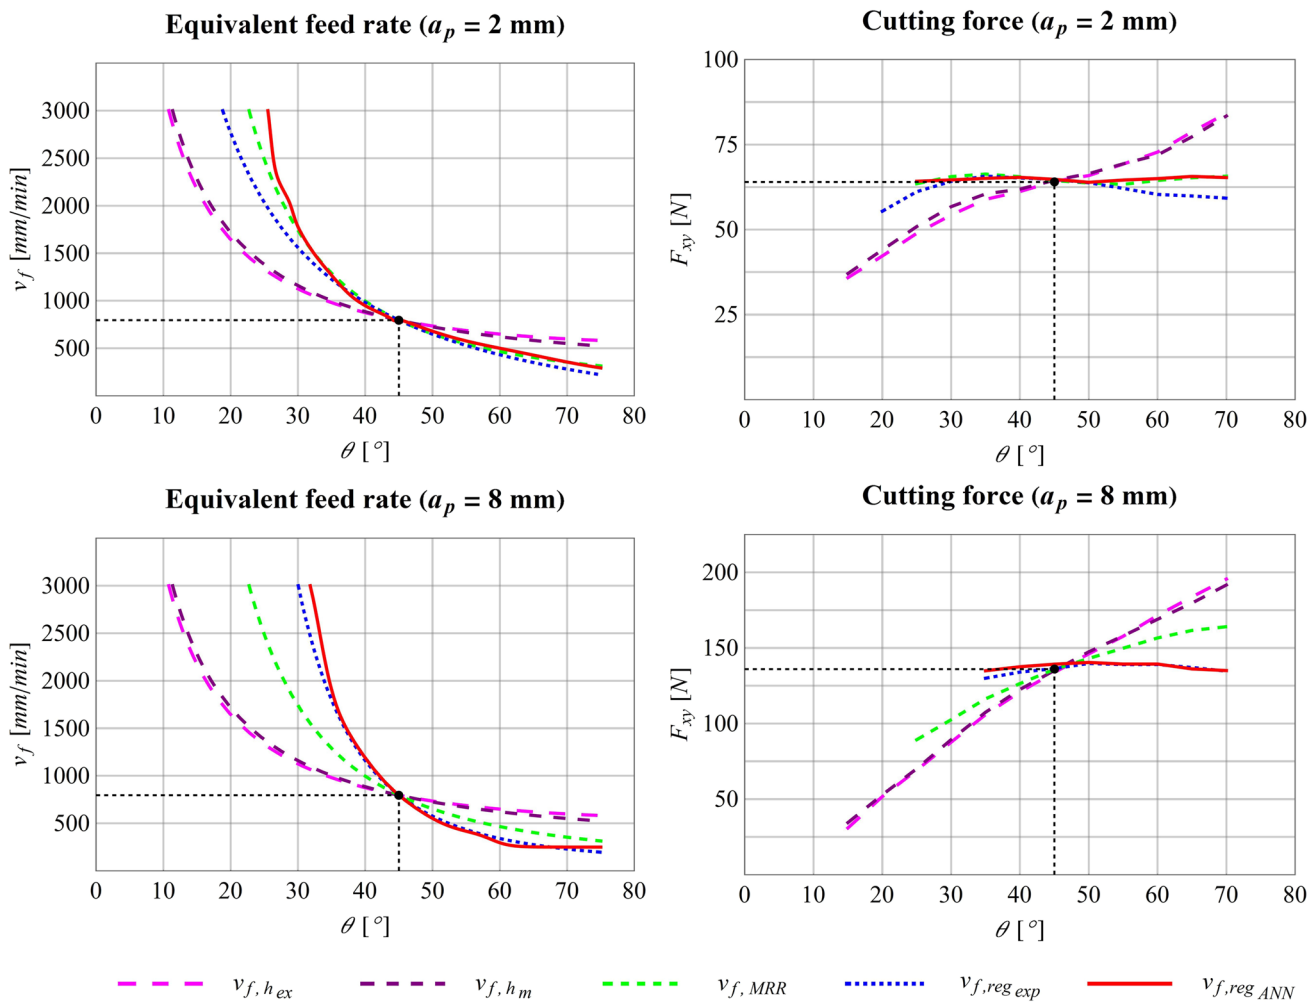 Equivalent feed rate (a_p = 2 mm)
v_f [mm/min]
3000
2500
2000
1500
1000
500
0 10 20 30 40 50 60 70 80
θ [°]
Cutting force (a_p = 2 mm)
F_xy [N]
100
75
50
25
0 10 20 30 40 50 60 70 80
θ [°]
Equivalent feed rate (a_p = 8 mm)
v_f [mm/min]
3000
2500
2000
1500
1000
500
0 10 20 30 40 50 60 70 80
θ [°]
Cutting force (a_p = 8 mm)
F_xy [N]
200
150
100
50
0 10 20 30 40 50 60 70 80
θ [°]
v_f, h_ex v_f, h_m v_f, MRR v_f,reg_exp v_f,reg_ANN